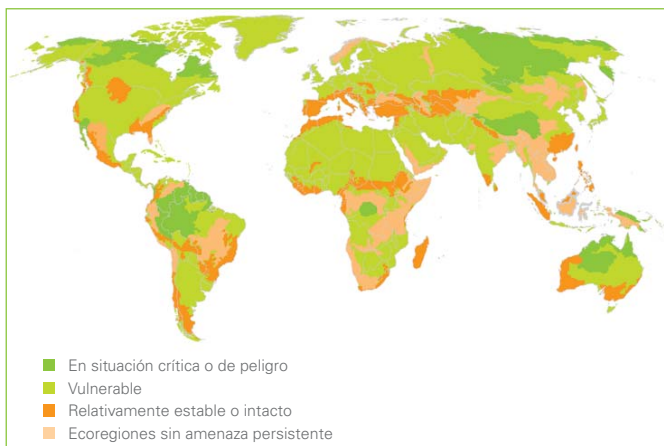 En situación crítica o de peligro
Vulnerable
Relativamente estable o intacto
Ecoregiones sin amenaza persistente